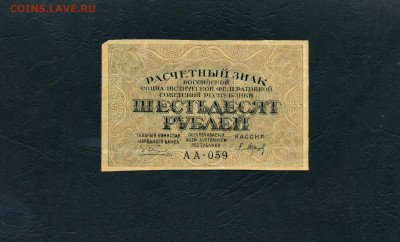 COINS.LAVE.RU
РАСЧЕТНЫЙ ЗНАК
РОССИЙСКОЙ
СОЦИАЛИСТИЧЕСКОЙ ФЕДЕРАТИВНОЙ
СОВЕТСКОЙ РЕСПУБЛИКИ
ШЕСТЬДЕСЯТ
РУБЛЕЙ
ГЛАВНЫЙ КОМИССАР
НАРОДНОГО БАНКА
ОБЕСПЕЧИВАЕТСЯ
ВСЕМ ДОСТОЯНИЕМ
РЕСПУБЛИКИ
КАССИР
АА-059